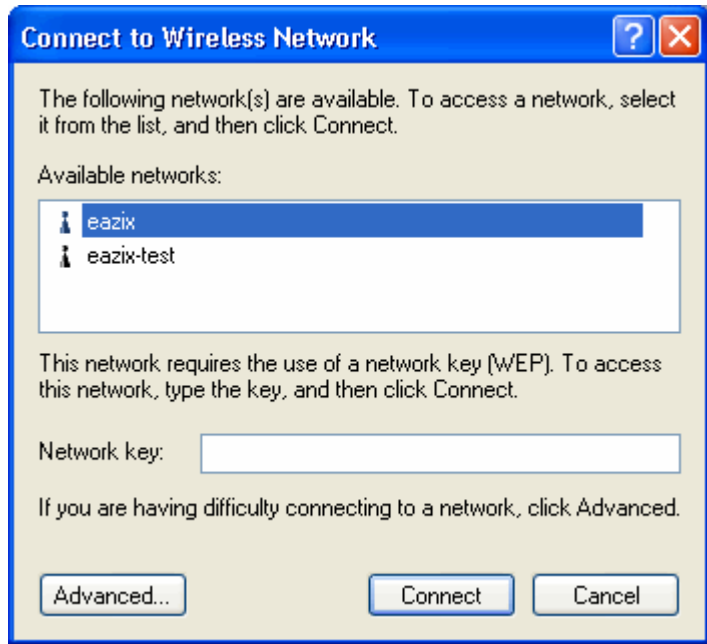 Connect to Wireless Network
The following network(s) are available. To access a network, select
it from the list, and then click Connect.
Available networks:
eazix
eazix-test
This network requires the use of a network key (WEP). To access
this network, type the key, and then click Connect.
Network key:
If you are having difficulty connecting to a network, click Advanced.
Advanced... Connect Cancel